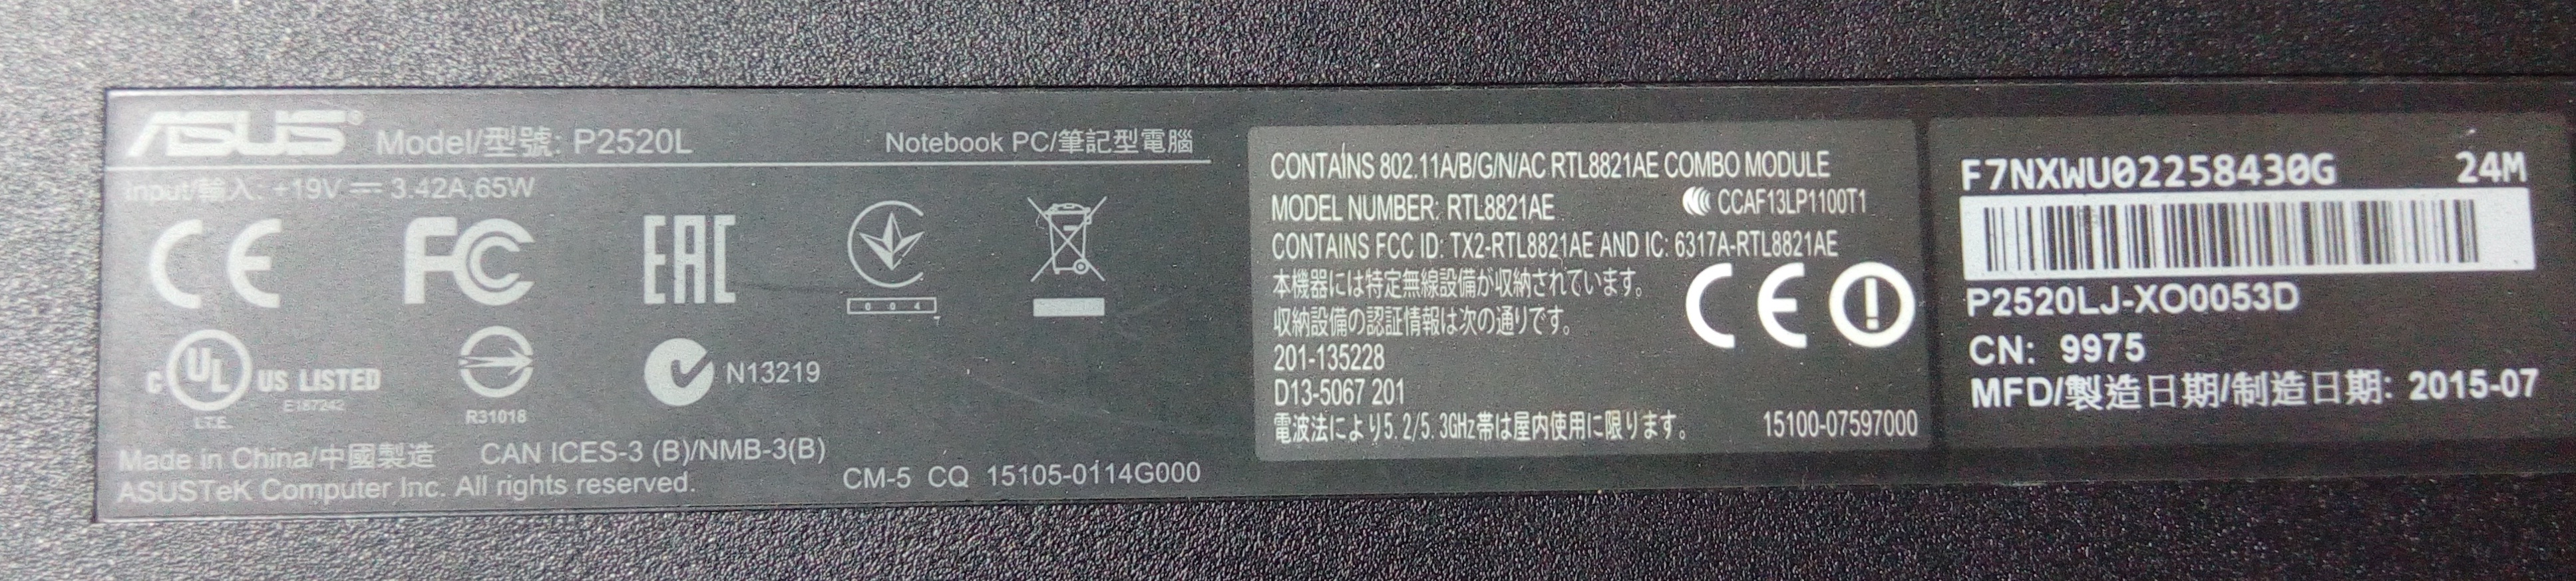 ASUS® Model/型號: P2520L Notebook PC/筆記型電腦
Input/輸入: +19V ⎓ 3.42A,65W
CE FC EAC
004
C UL US LISTED
E187242
I.T.E.
R31018
N13219
Made in China/中國製造 CAN ICES-3 (B)/NMB-3(B)
ASUSTeK Computer Inc. All rights reserved.
CM-5 CQ 15105-0114G000
CONTAINS 802.11A/B/G/N/AC RTL8821AE COMBO MODULE
MODEL NUMBER: RTL8821AE CCAF13LP1100T1
CONTAINS FCC ID: TX2-RTL8821AE AND IC: 6317A-RTL8821AE
本機器には特定無線設備が収納されています。
収納設備の認証情報は次の通りです。
CE
201-135228
D13-5067 201
電波法により5.2/5.3GHz帯は屋内使用に限ります。 15100-07597000
F7NXWU02258430G 24M
P2520LJ-XO0053D
CN: 9975
MFD/製造日期/制造日期: 2015-07